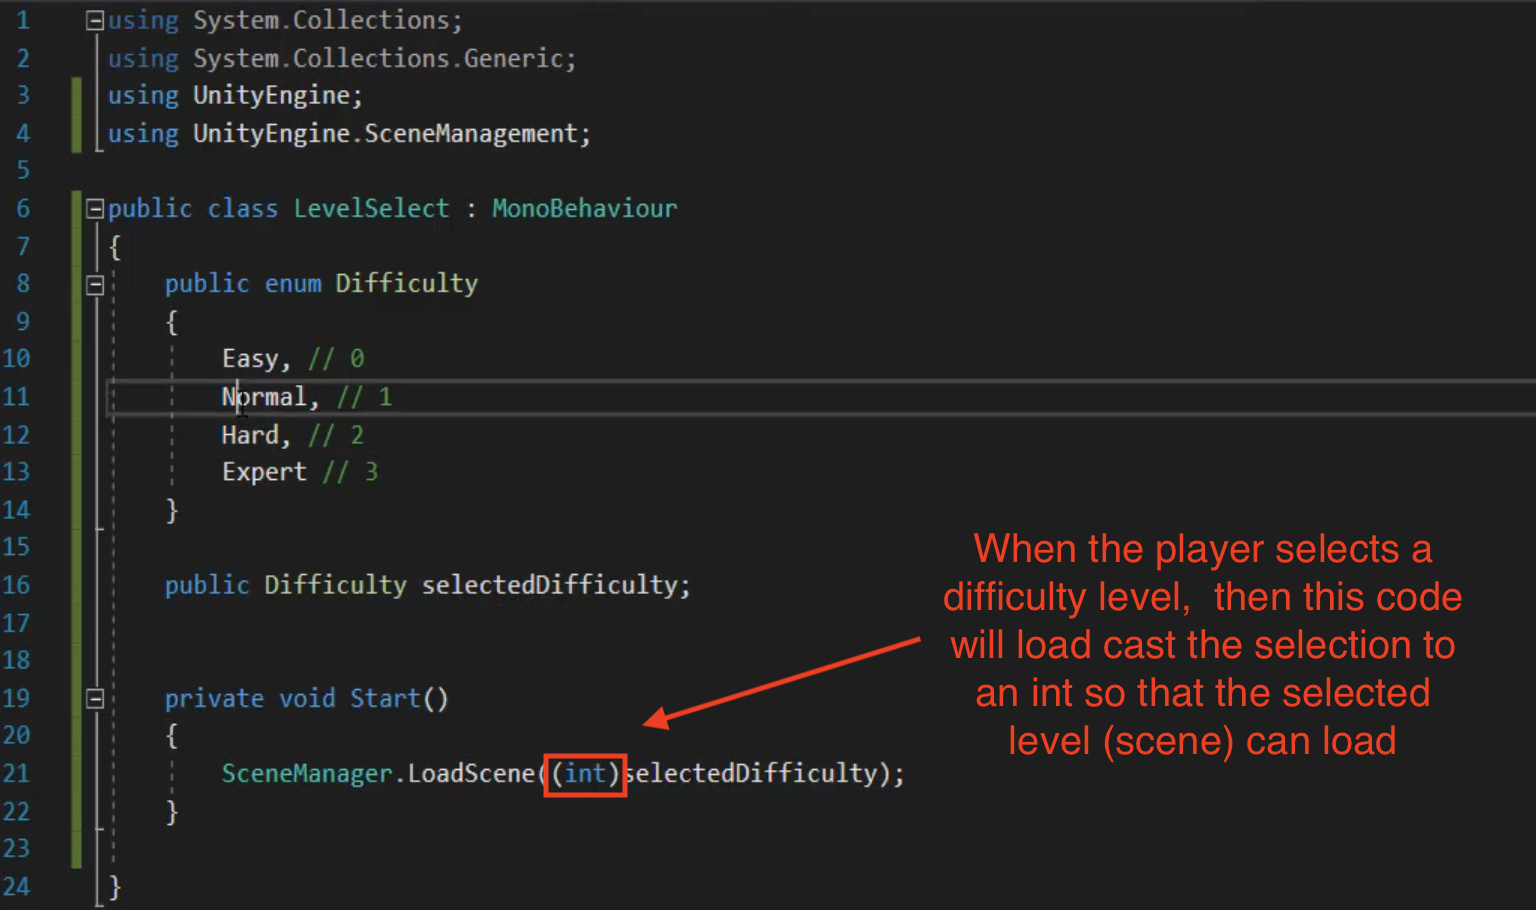 1 using System.Collections;
2 using System.Collections.Generic;
3 using UnityEngine;
4 using UnityEngine.SceneManagement;
5
6 public class LevelSelect : MonoBehaviour
7 {
8 public enum Difficulty
9 {
10 Easy, // 0
11 Normal, // 1
12 Hard, // 2
13 Expert // 3
14 }
15
16 public Difficulty selectedDifficulty;
17
18
19 private void Start()
20 {
21 SceneManager.LoadScene((int)selectedDifficulty);
22 }
23
24 }
When the player selects a
difficulty level, then this code
will load cast the selection to
an int so that the selected
level (scene) can load